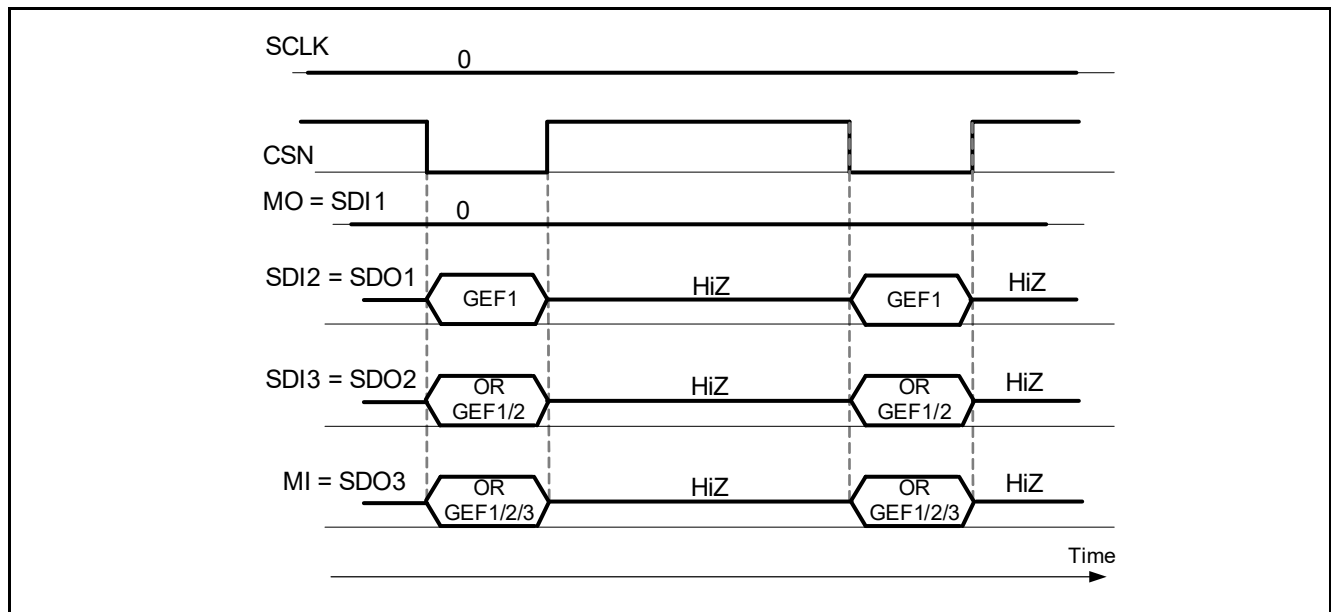 SCLK
0
CSN
MO = SDI1
0
SDI2 = SDO1
GEF1
HiZ
GEF1
HiZ
SDI3 = SDO2
OR
GEF1/2
HiZ
OR
GEF1/2
HiZ
MI = SDO3
OR
GEF1/2/3
HiZ
OR
GEF1/2/3
HiZ
Time